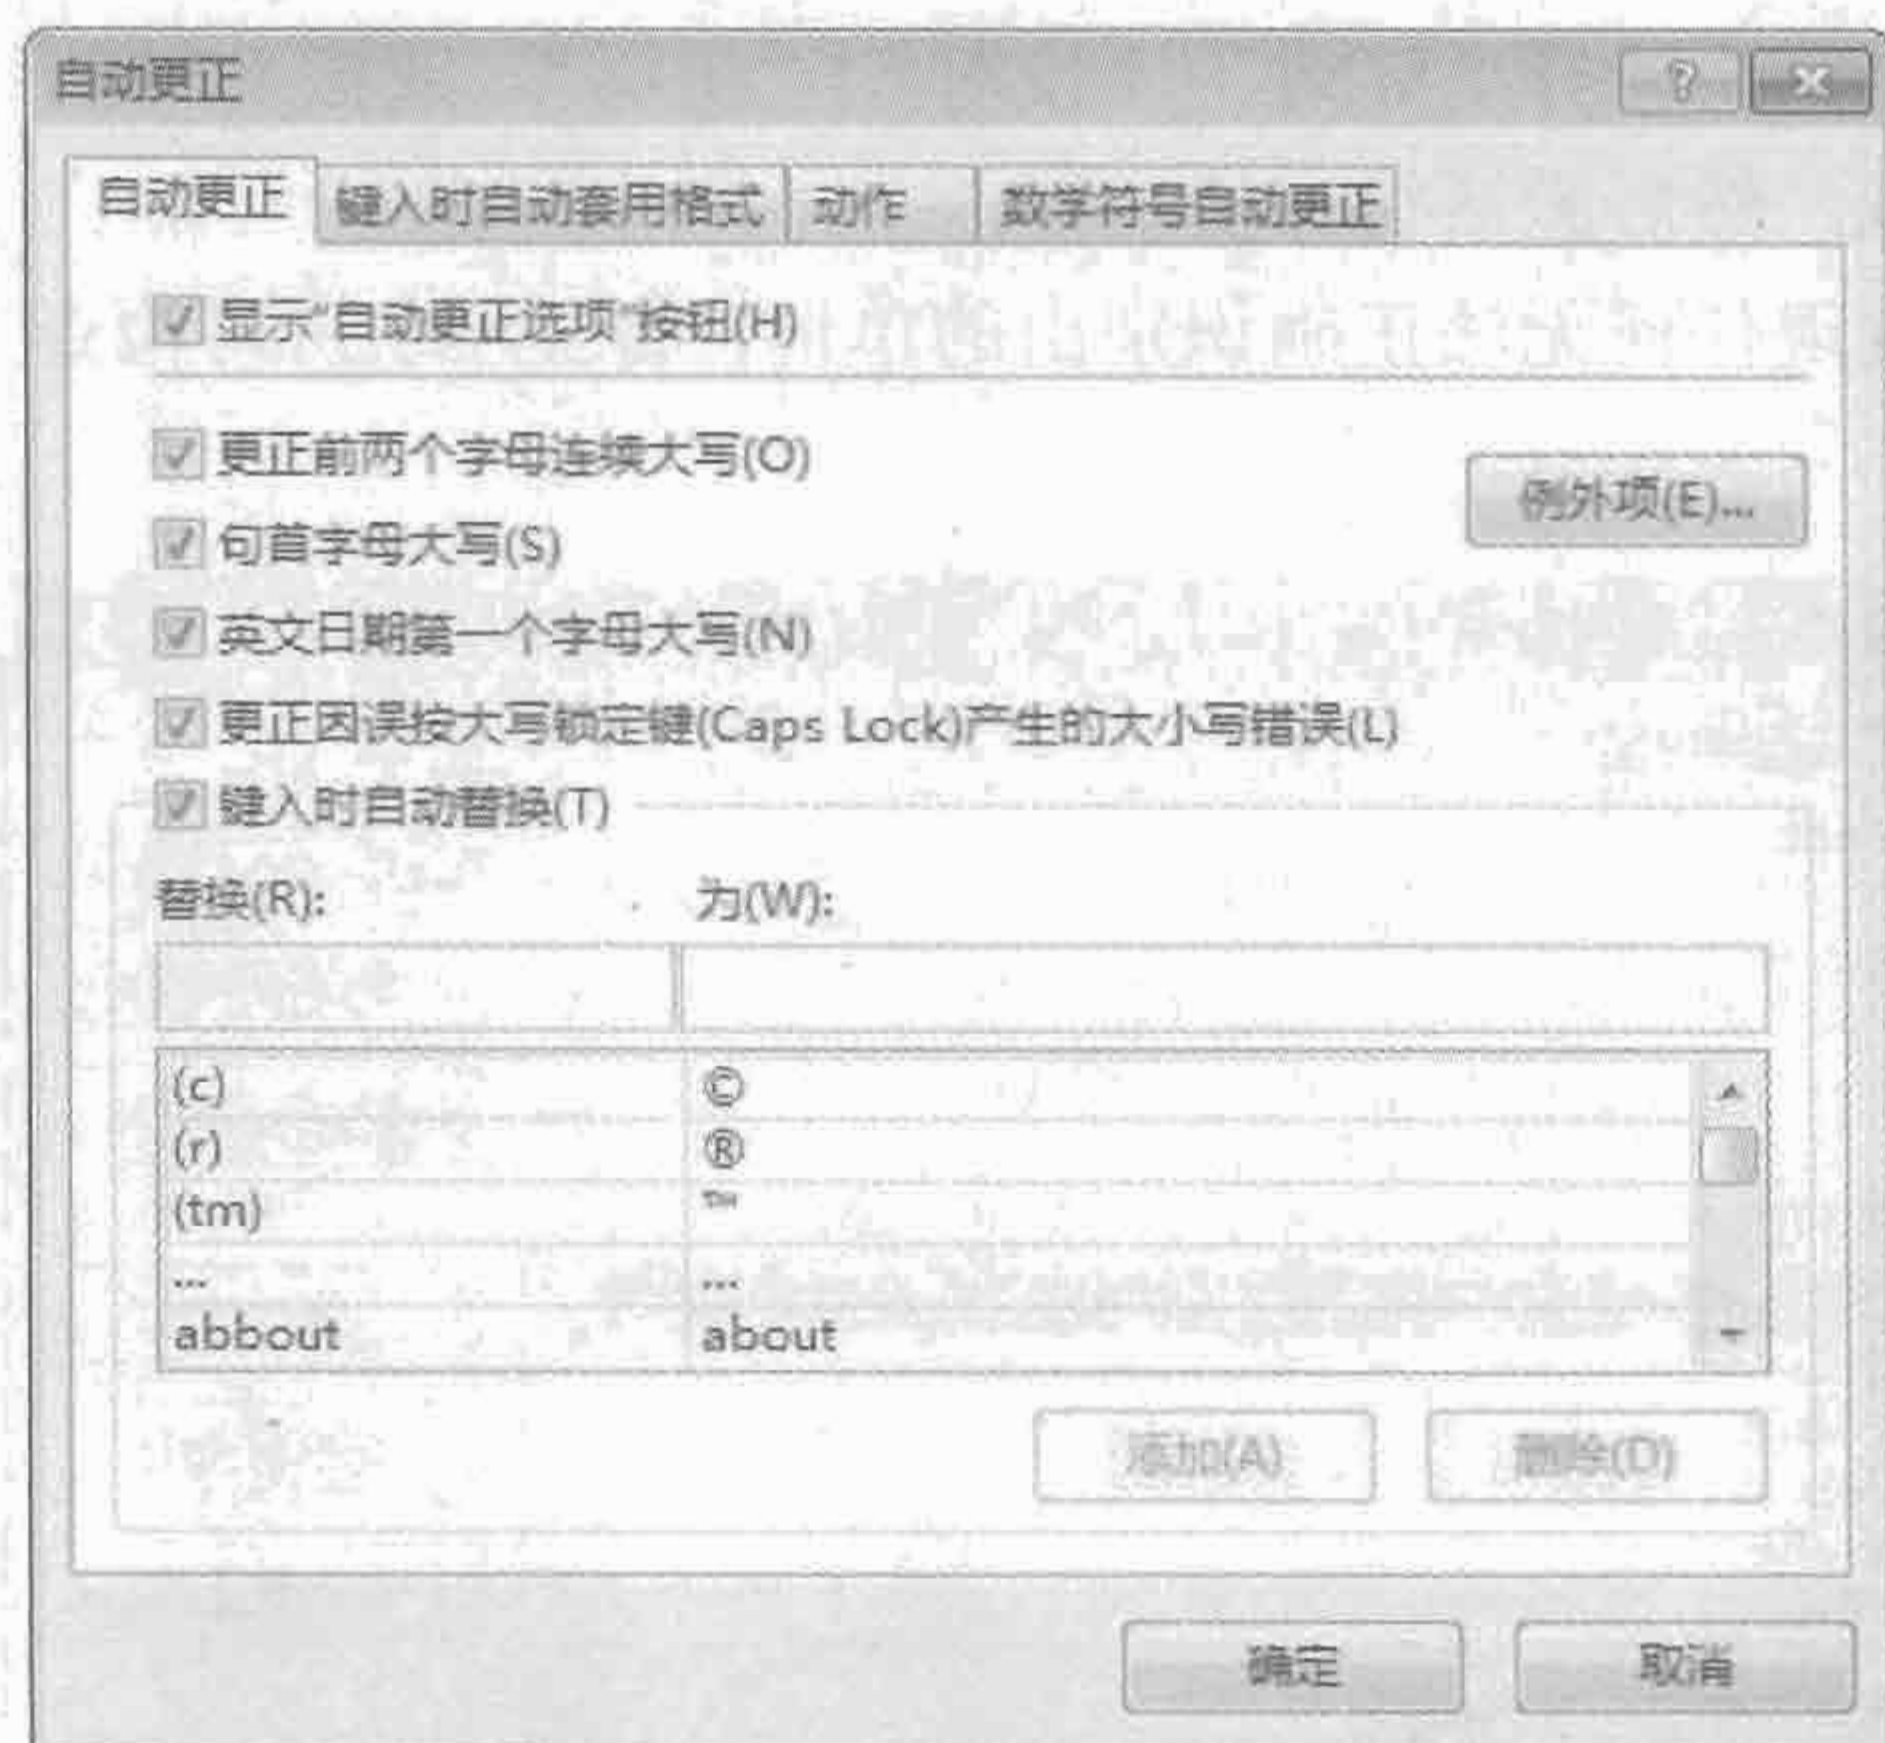 自动更正
自动更正 键入时自动套用格式 动作 数学符号自动更正
显示"自动更正选项"按钮(H)
更正前两个字母连续大写(O)
例外项(E)...
句首字母大写(S)
英文日期第一个字母大写(N)
更正因误按大写锁定键(Caps Lock)产生的大小写错误(L)
键入时自动替换(T)
替换(R): 为(W):
(c) ©
(r) ®
(tm) ™
... ...
abbout about
添加(A) 删除(D)
确定 取消